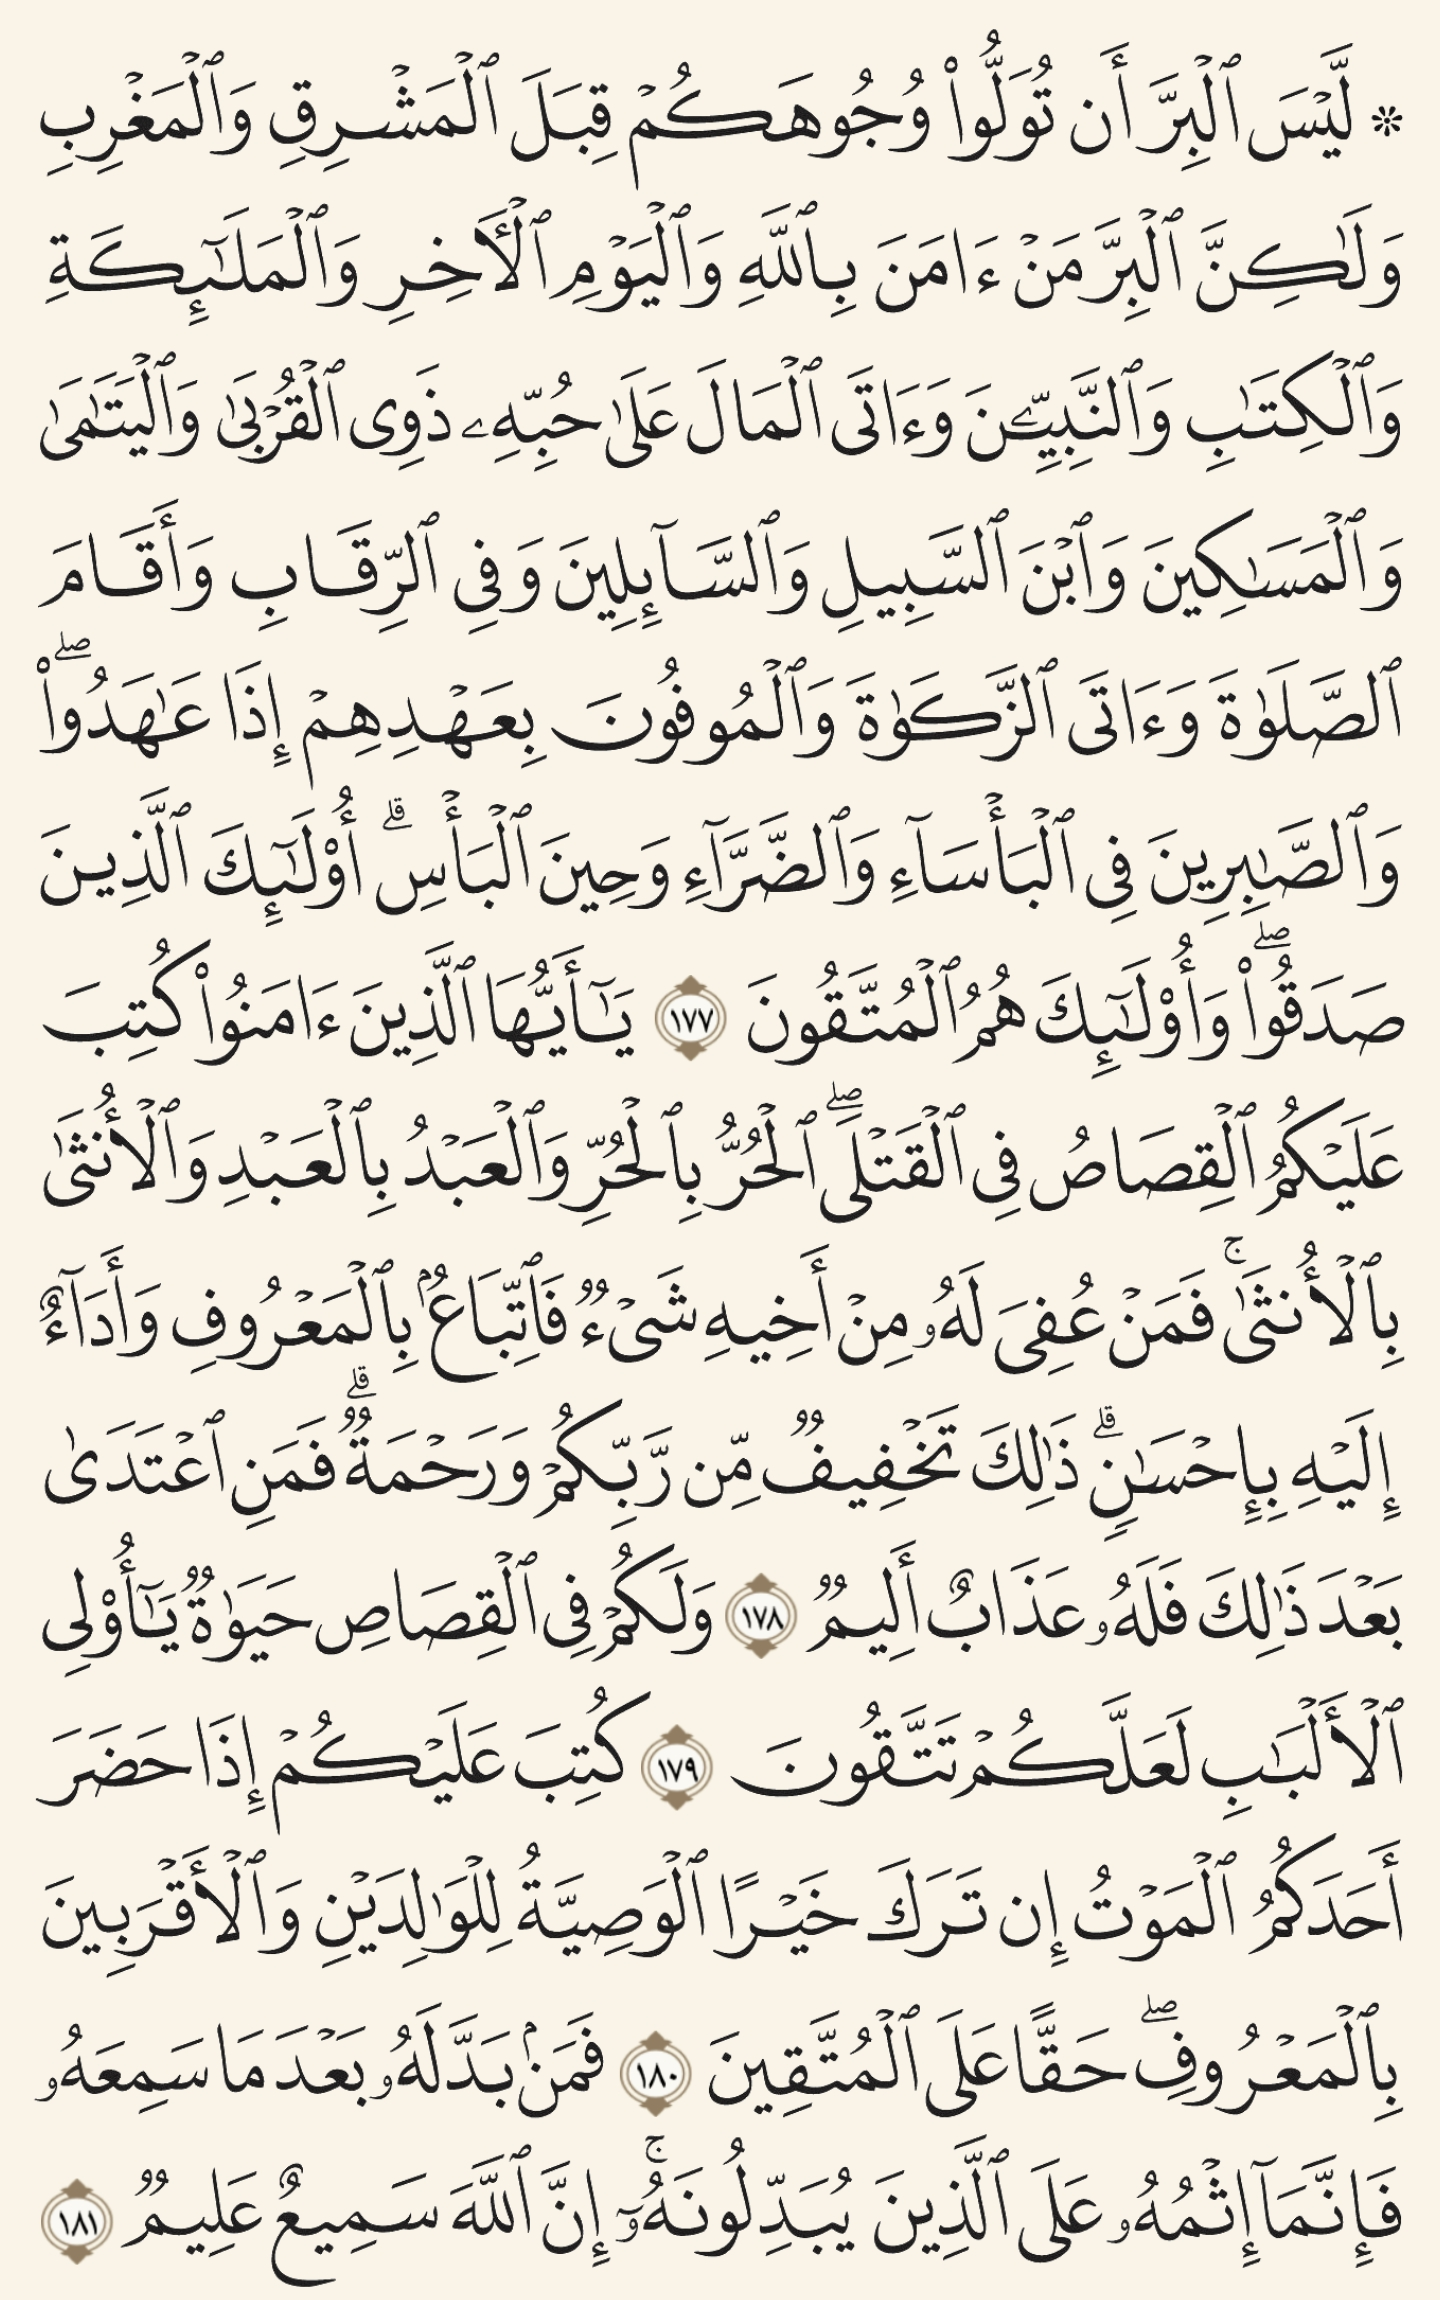 ۞ لَّيۡسَ ٱلۡبِرَّ أَن تُوَلُّواْ وُجُوهَكُمۡ قِبَلَ ٱلۡمَشۡرِقِ وَٱلۡمَغۡرِبِ
وَلَٰكِنَّ ٱلۡبِرَّ مَنۡ ءَامَنَ بِٱللَّهِ وَٱلۡيَوۡمِ ٱلۡأٓخِرِ وَٱلۡمَلَٰٓئِكَةِ
وَٱلۡكِتَٰبِ وَٱلنَّبِيِّـۧنَ وَءَاتَى ٱلۡمَالَ عَلَىٰ حُبِّهِۦ ذَوِي ٱلۡقُرۡبَىٰ وَٱلۡيَتَٰمَىٰ
وَٱلۡمَسَٰكِينَ وَٱبۡنَ ٱلسَّبِيلِ وَٱلسَّآئِلِينَ وَفِي ٱلرِّقَابِ وَأَقَامَ
ٱلصَّلَوٰةَ وَءَاتَى ٱلزَّكَوٰةَ وَٱلۡمُوفُونَ بِعَهۡدِهِمۡ إِذَا عَٰهَدُواْۖ
وَٱلصَّٰبِرِينَ فِي ٱلۡبَأۡسَآءِ وَٱلضَّرَّآءِ وَحِينَ ٱلۡبَأۡسِۗ أُوْلَٰٓئِكَ ٱلَّذِينَ
صَدَقُواْۖ وَأُوْلَٰٓئِكَ هُمُ ٱلۡمُتَّقُونَ ١٧٧ يَٰٓأَيُّهَا ٱلَّذِينَ ءَامَنُواْ كُتِبَ
عَلَيۡكُمُ ٱلۡقِصَاصُ فِي ٱلۡقَتۡلَىۖ ٱلۡحُرُّ بِٱلۡحُرِّ وَٱلۡعَبۡدُ بِٱلۡعَبۡدِ وَٱلۡأُنثَىٰ
بِٱلۡأُنثَىٰۚ فَمَنۡ عُفِيَ لَهُۥ مِنۡ أَخِيهِ شَيۡءٞ فَٱتِّبَاعُۢ بِٱلۡمَعۡرُوفِ وَأَدَآءٌ
إِلَيۡهِ بِإِحۡسَٰنٖۗ ذَٰلِكَ تَخۡفِيفٞ مِّن رَّبِّكُمۡ وَرَحۡمَةٞۗ فَمَنِ ٱعۡتَدَىٰ
بَعۡدَ ذَٰلِكَ فَلَهُۥ عَذَابٌ أَلِيمٞ ١٧٨ وَلَكُمۡ فِي ٱلۡقِصَاصِ حَيَوٰةٞ يَٰٓأُوْلِي
ٱلۡأَلۡبَٰبِ لَعَلَّكُمۡ تَتَّقُونَ ١٧٩ كُتِبَ عَلَيۡكُمۡ إِذَا حَضَرَ
أَحَدَكُمُ ٱلۡمَوۡتُ إِن تَرَكَ خَيۡرًا ٱلۡوَصِيَّةُ لِلۡوَٰلِدَيۡنِ وَٱلۡأَقۡرَبِينَ
بِٱلۡمَعۡرُوفِۖ حَقًّا عَلَى ٱلۡمُتَّقِينَ ١٨٠ فَمَنۢ بَدَّلَهُۥ بَعۡدَ مَا سَمِعَهُۥ
فَإِنَّمَآ إِثۡمُهُۥ عَلَى ٱلَّذِينَ يُبَدِّلُونَهُۥٓۚ إِنَّ ٱللَّهَ سَمِيعٌ عَلِيمٞ ١٨١